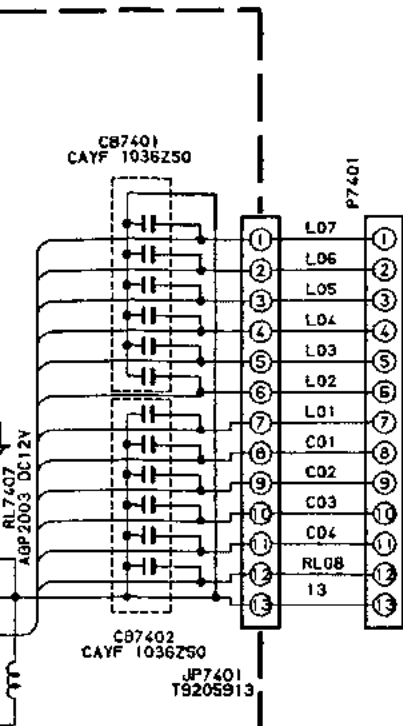 CB7401
CAYF 1036Z50
P7401
1 L07 1
2 L06 2
3 L05 3
4 L04 4
5 L03 5
6 L02 6
7 L01 7
8 C01 8
9 C02 9
10 C03 10
11 C04 11
12 RL08 12
13 13 13
RL7407
AGP2003 DC12V
CB7402
CAYF 1036Z50
JP7401
T9205913